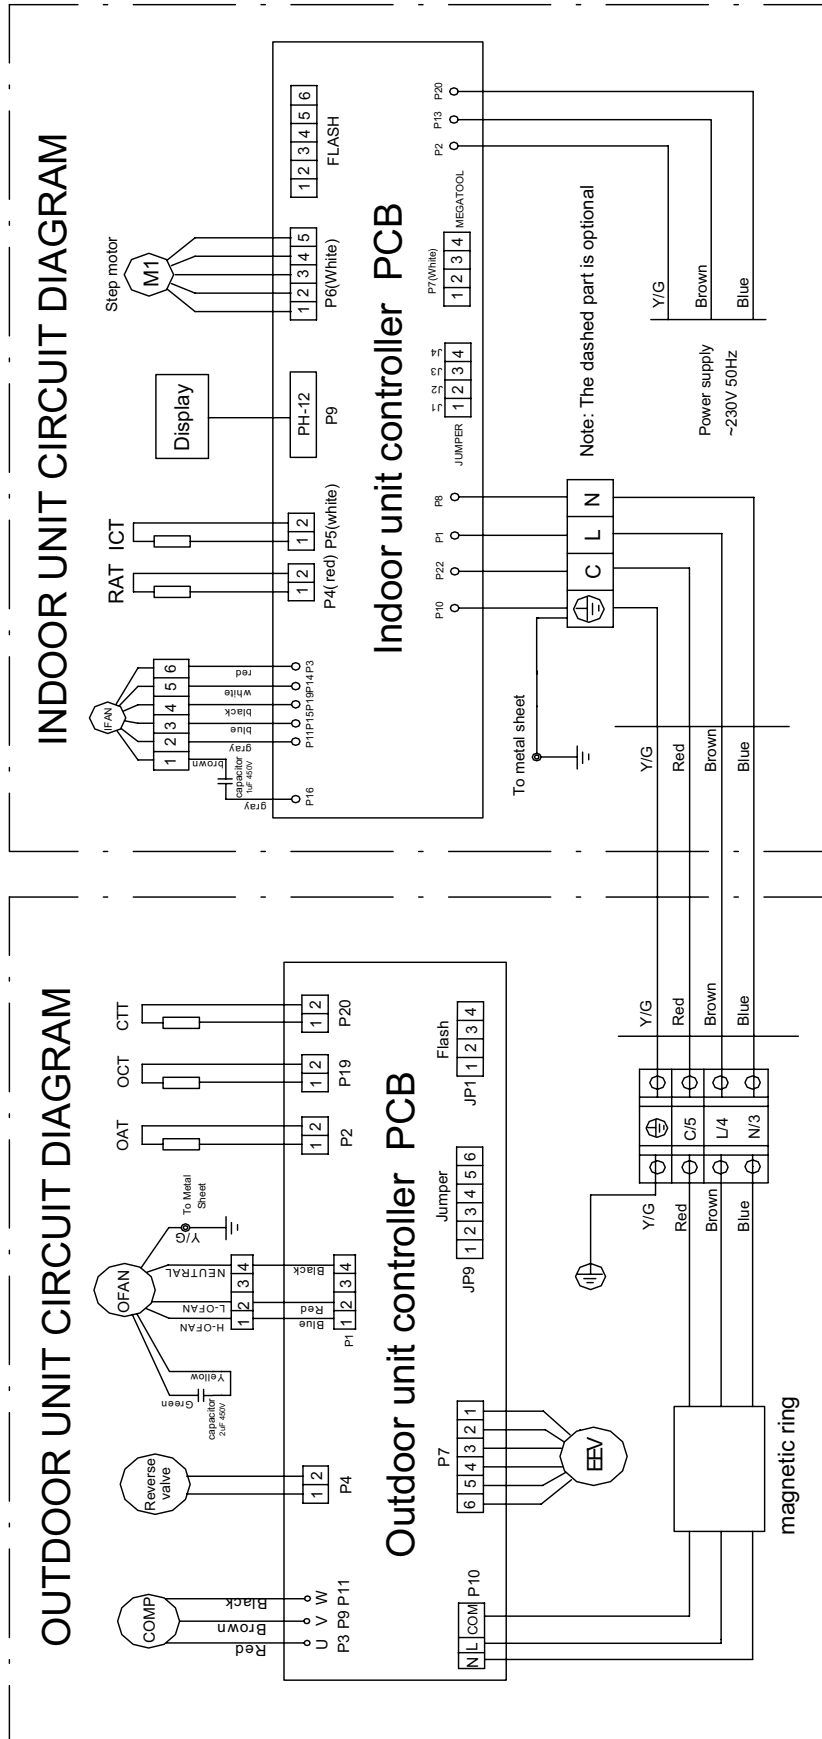 INDOOR UNIT CIRCUIT DIAGRAM
IFAN
1 2 3 4 5 6
brown
gray
blue
black
white
red
capacitor
1uF 450V
gray
P16
P11
P15
P19
P14
P3
RAT
1 2
P4( red)
ICT
1 2
P5(white)
Display
PH-12
P9
Step motor
M1
1 2 3 4 5
P6(White)
1 2 3 4 5 6
FLASH
Indoor unit controller PCB
P10
P22
P1
P8
JUMPER
J1 J2 J3 J4
1 2 3 4
P7(White)
1 2 3 4
MEGATOOL
P2
P13
P20
C L N
To metal sheet
Note: The dashed part is optional
Y/G
Brown
Blue
Power supply
~230V 50Hz
Y/G
Red
Brown
Blue
OUTDOOR UNIT CIRCUIT DIAGRAM
COMP
Red
Brown
Black
U V W
P3 P9 P11
Reverse
valve
1 2
P4
OFAN
Green
Yellow
capacitor
2uF 450V
H-OFAN
L-OFAN
NEUTRAL
Y/G
To Metal
Sheet
1 2 3 4
Blue
Red
Black
1 2 3 4
P1
OAT
1 2
P2
OCT
1 2
P19
CTT
1 2
P20
Outdoor unit controller PCB
N L COM
P10
P7
6 5 4 3 2 1
EEV
Jumper
JP9
1 2 3 4 5 6
Flash
JP1
1 2 3 4
magnetic ring
Y/G
Red
Brown
Blue
C/5
L/4
N/3
Y/G
Red
Brown
Blue